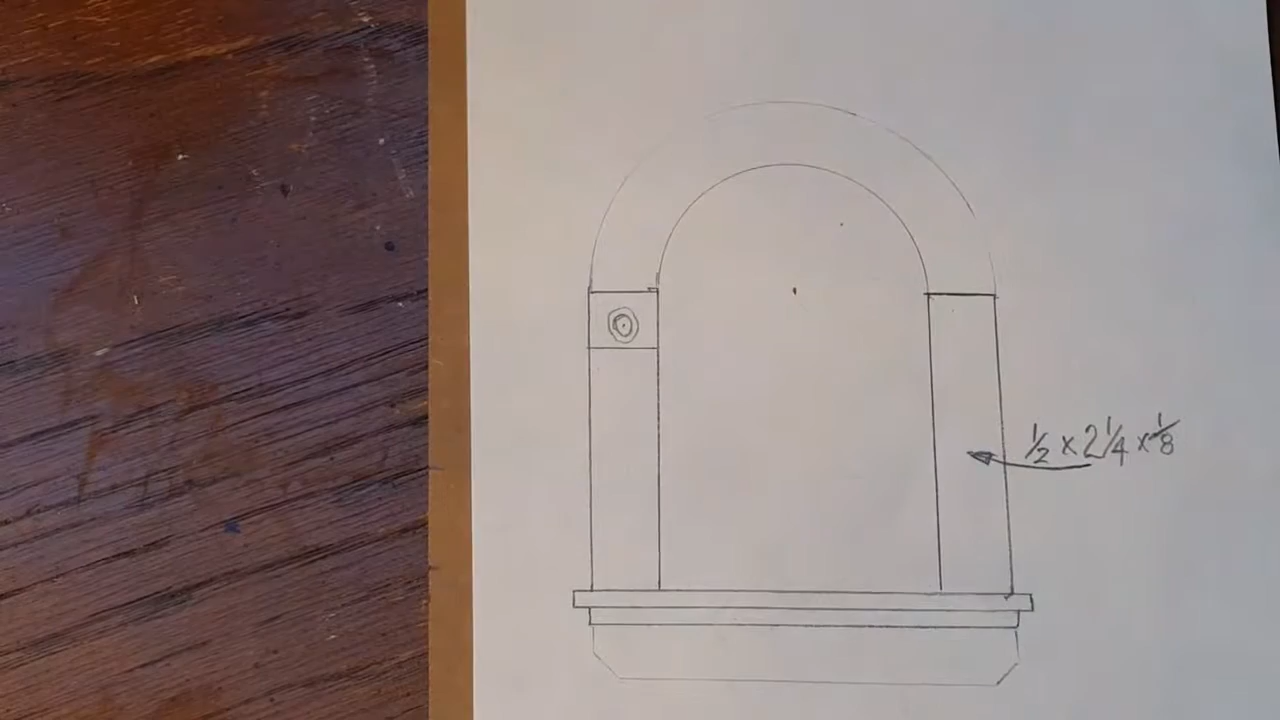 ½ x 2¼ x ⅛